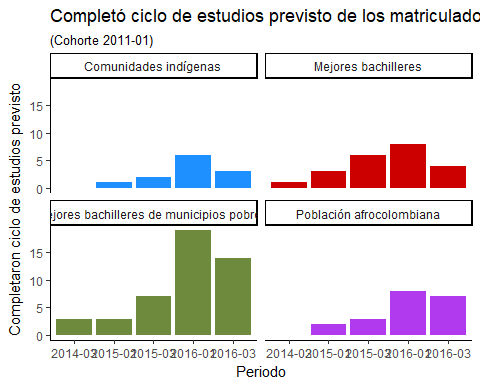 Completó ciclo de estudios previsto de los matriculado
(Cohorte 2011-01)
Comunidades indígenas
Mejores bachilleres
15
10
5
0
ejores bachilleres de municipios pobre
Población afrocolombiana
15
10
5
0
2014-03 2015-02 2015-03 2016-01 2016-03
2014-03 2015-02 2015-03 2016-01 2016-03
Completaron ciclo de estudios previsto
Periodo